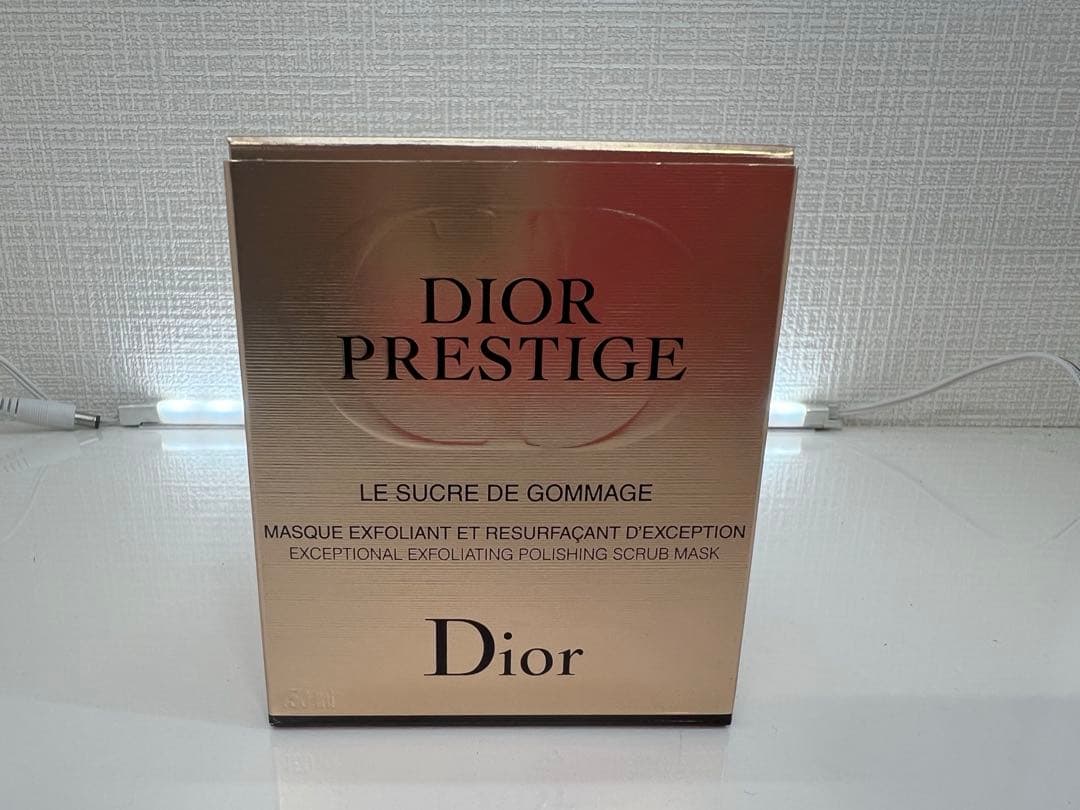 DIOR
PRESTIGE
LE SUCRE DE GOMMAGE
MASQUE EXFOLIANT ET RESURFAÇANT D'EXCEPTION
EXCEPTIONAL EXFOLIATING POLISHING SCRUB MASK
Dior